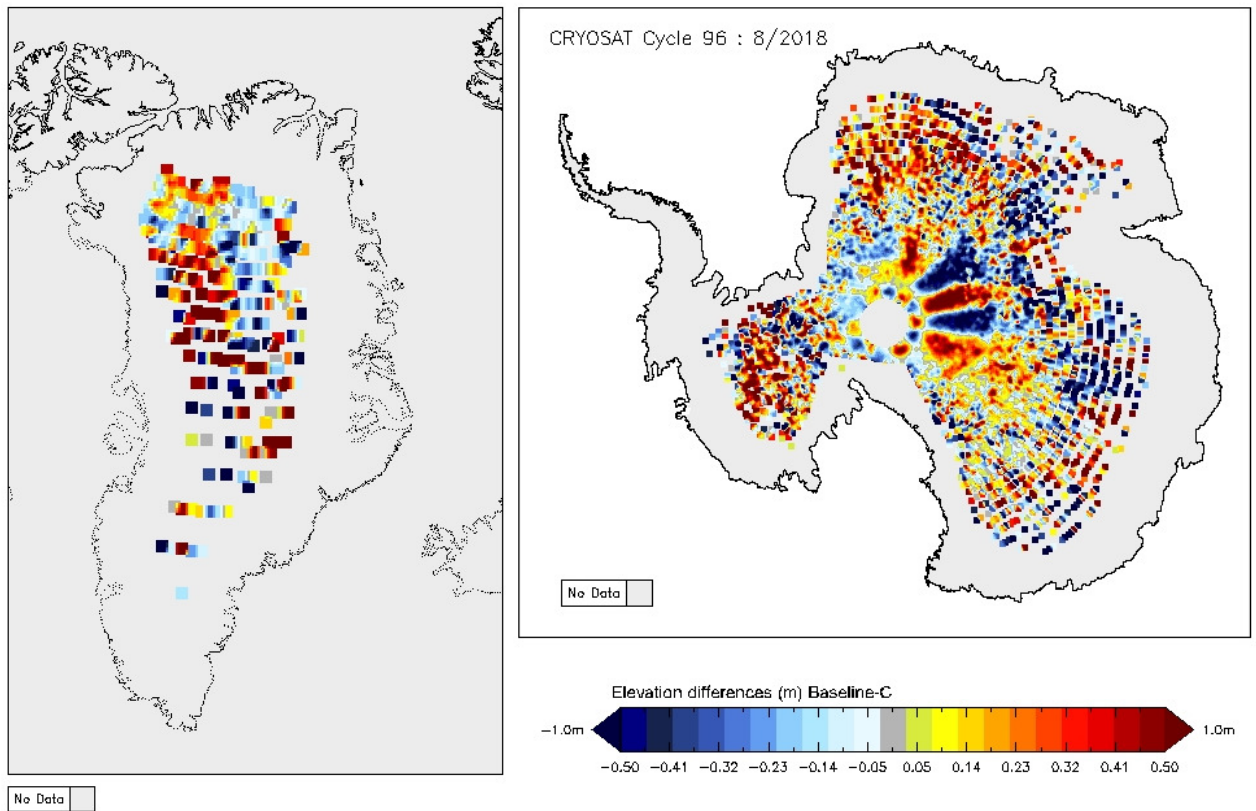 CRYOSAT Cycle 96 : 8/2018
No Data
Elevation differences (m) Baseline-C
−1.0m
1.0m
−0.50 −0.41 −0.32 −0.23 −0.14 −0.05 0.05 0.14 0.23 0.32 0.41 0.50
No Data